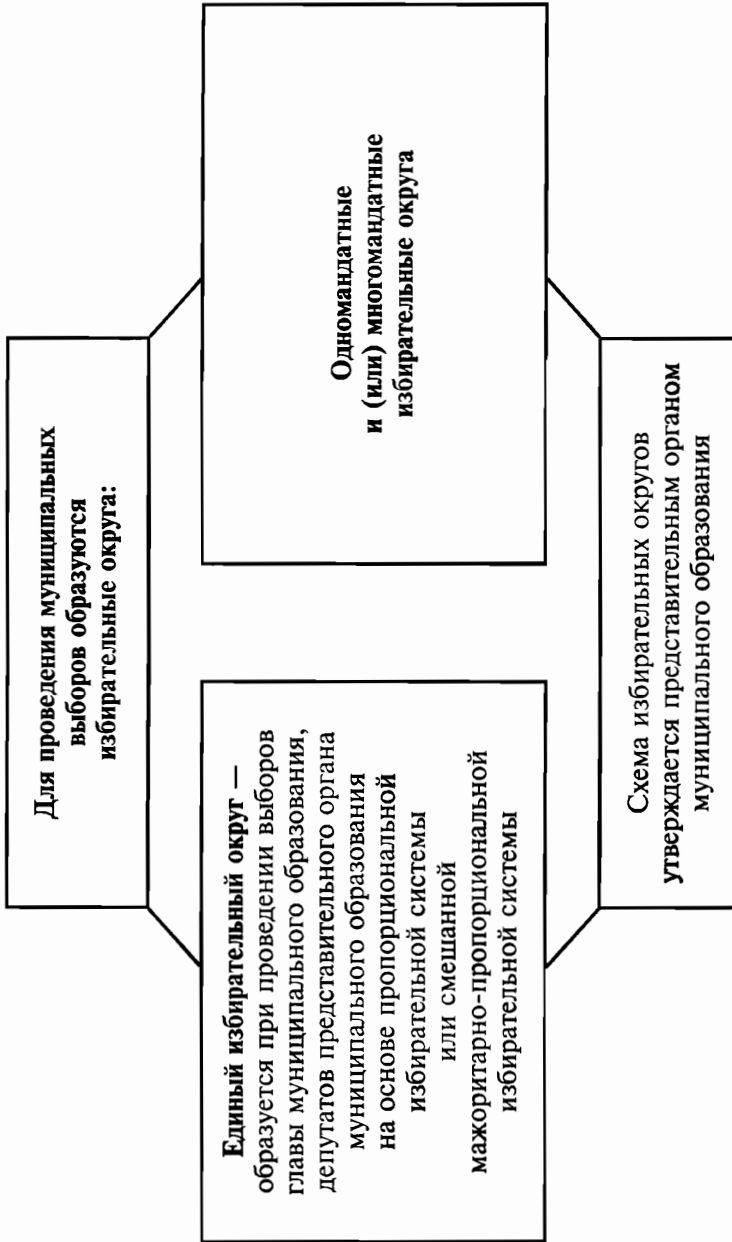 Для проведения муниципальных
выборов образуются
избирательные округа:
Единый избирательный округ —
образуется при проведении выборов
главы муниципального образования,
депутатов представительного органа
муниципального образования
на основе пропорциональной
избирательной системы
или смешанной
мажоритарно-пропорциональной
избирательной системы
Одномандатные
и (или) многомандатные
избирательные округа
Схема избирательных округов
утверждается представительным органом
муниципального образования